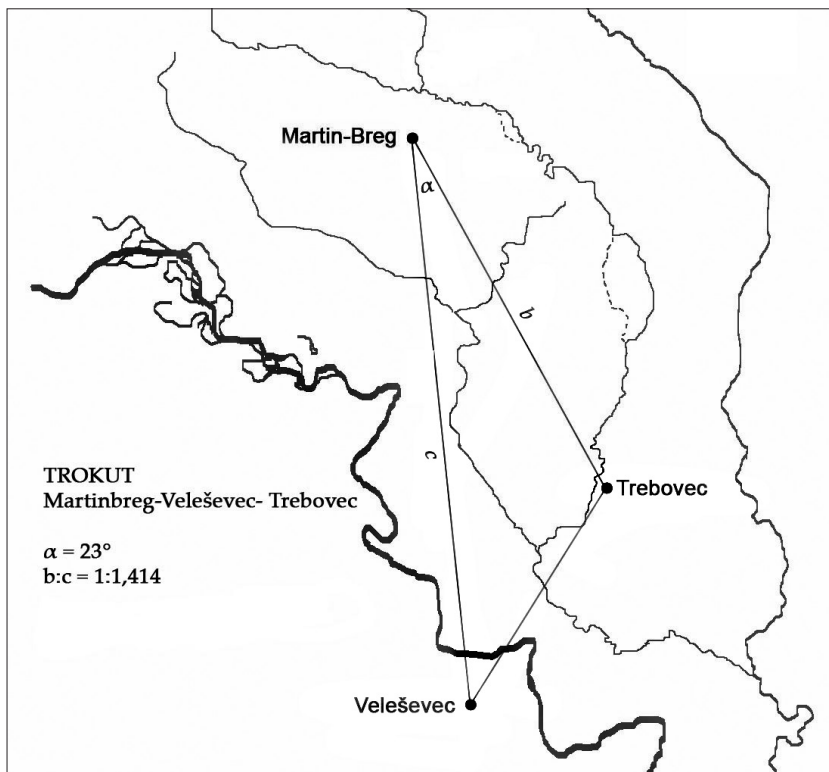 Martin-Breg
α
b
c
Trebovec
TROKUT
Martinbreg-Veleševec- Trebovec
α = 23°
b:c = 1:1,414
Veleševec